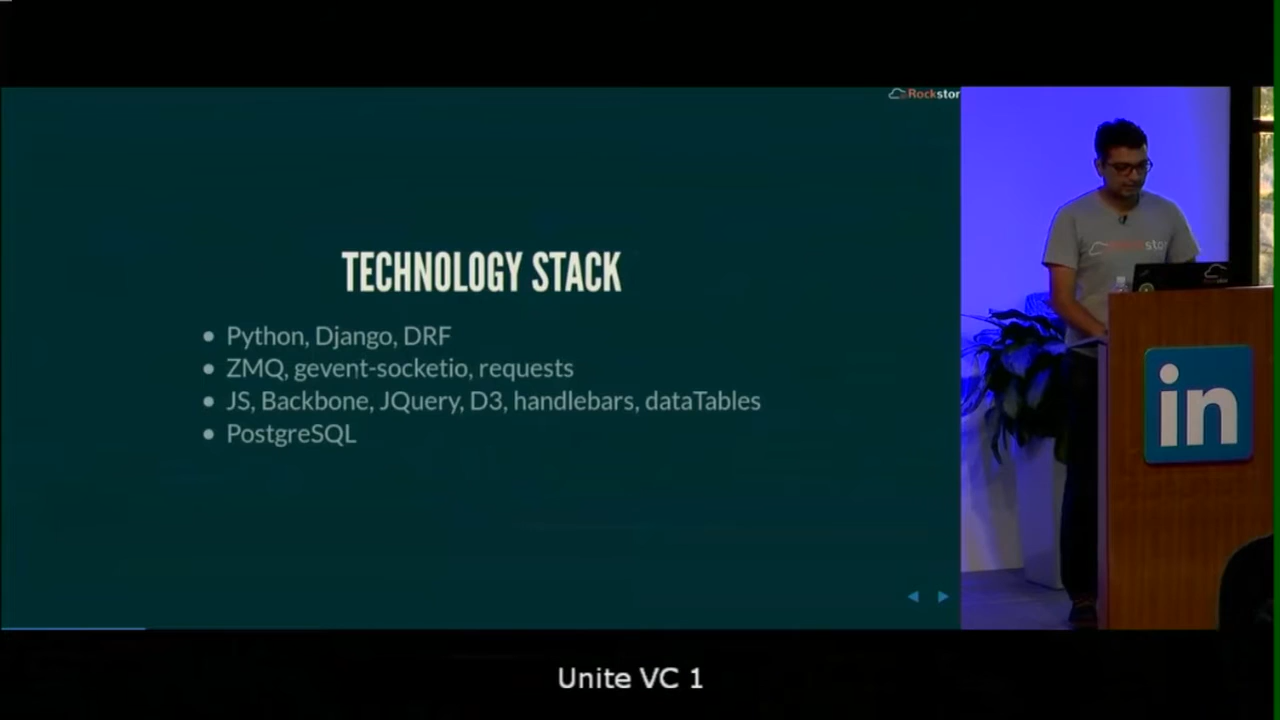 Rockstor
TECHNOLOGY STACK
Python, Django, DRF
ZMQ, gevent-socketio, requests
JS, Backbone, JQuery, D3, handlebars, dataTables
PostgreSQL
in
Unite VC 1